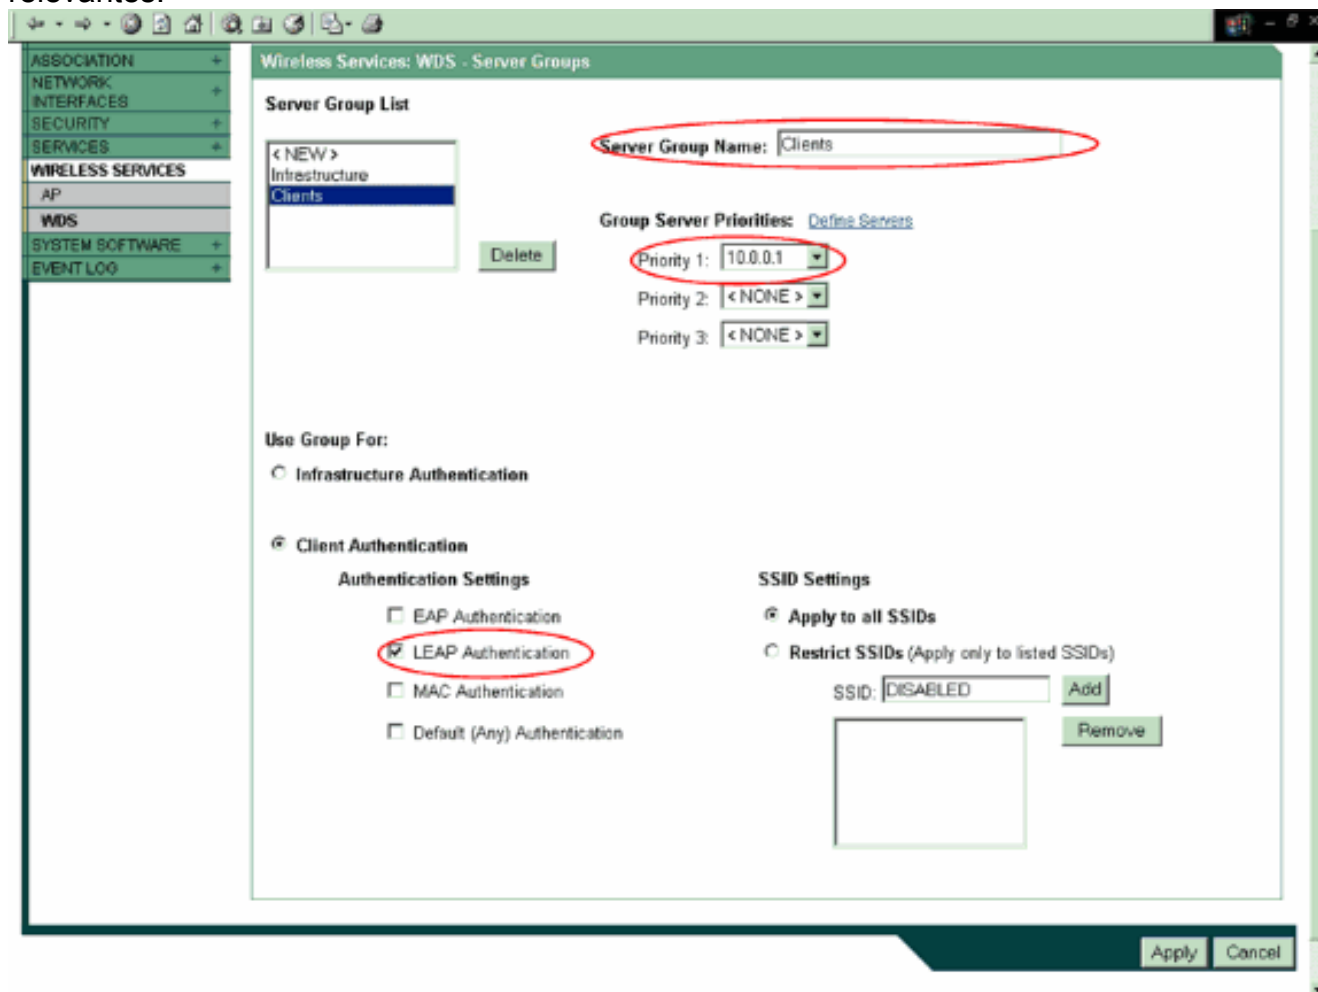 relevantes.
ASSOCIATION +
NETWORK
INTERFACES +
SECURITY +
SERVICES +
WIRELESS SERVICES
AP
WDS
SYSTEM SOFTWARE +
EVENT LOG +
Wireless Services: WDS - Server Groups
Server Group List
< NEW >
Infrastructure
Clients
Delete
Server Group Name: Clients
Group Server Priorities: Define Servers
Priority 1: 10.0.0.1
Priority 2: < NONE >
Priority 3: < NONE >
Use Group For:
Infrastructure Authentication
Client Authentication
Authentication Settings
EAP Authentication
LEAP Authentication
MAC Authentication
Default (Any) Authentication
SSID Settings
Apply to all SSIDs
Restrict SSIDs (Apply only to listed SSIDs)
SSID: DISABLED Add
Remove
Apply Cancel